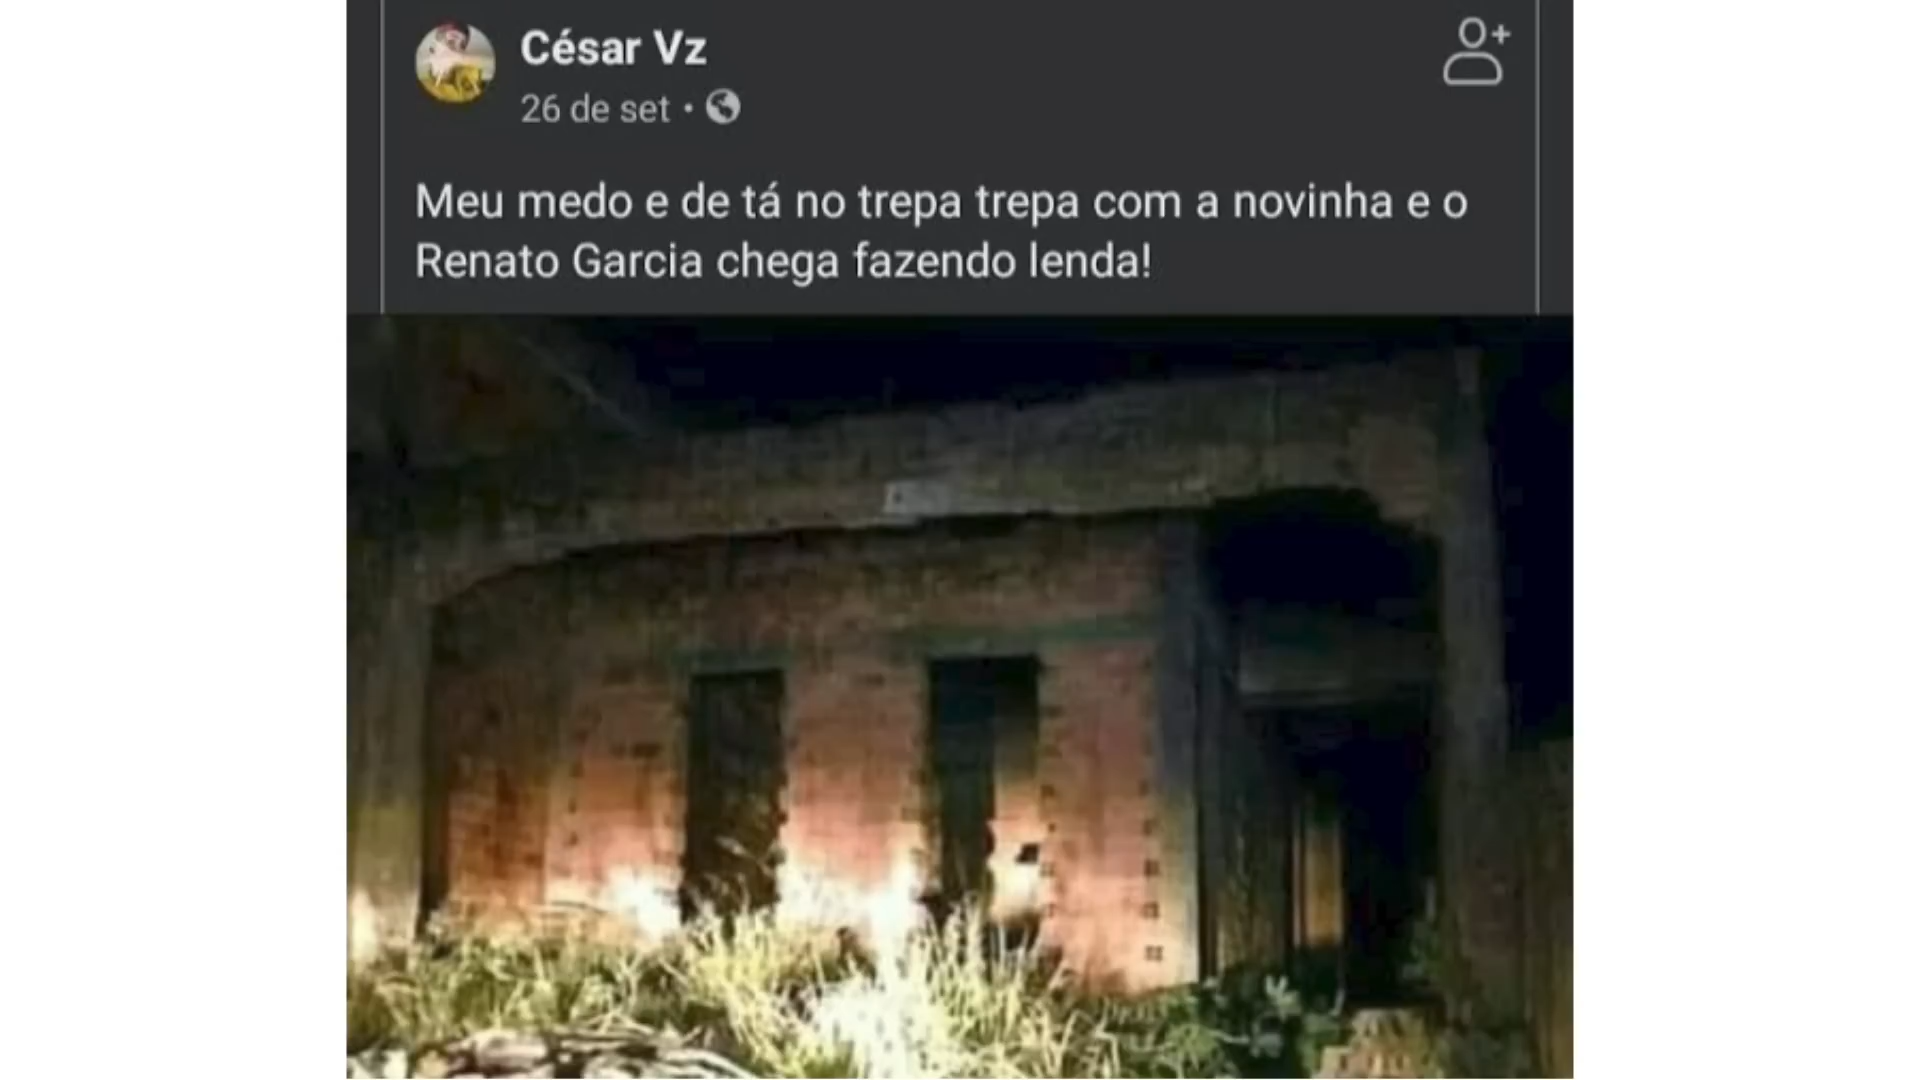 César Vz
26 de set •
Meu medo e de tá no trepa trepa com a novinha e o
Renato Garcia chega fazendo lenda!